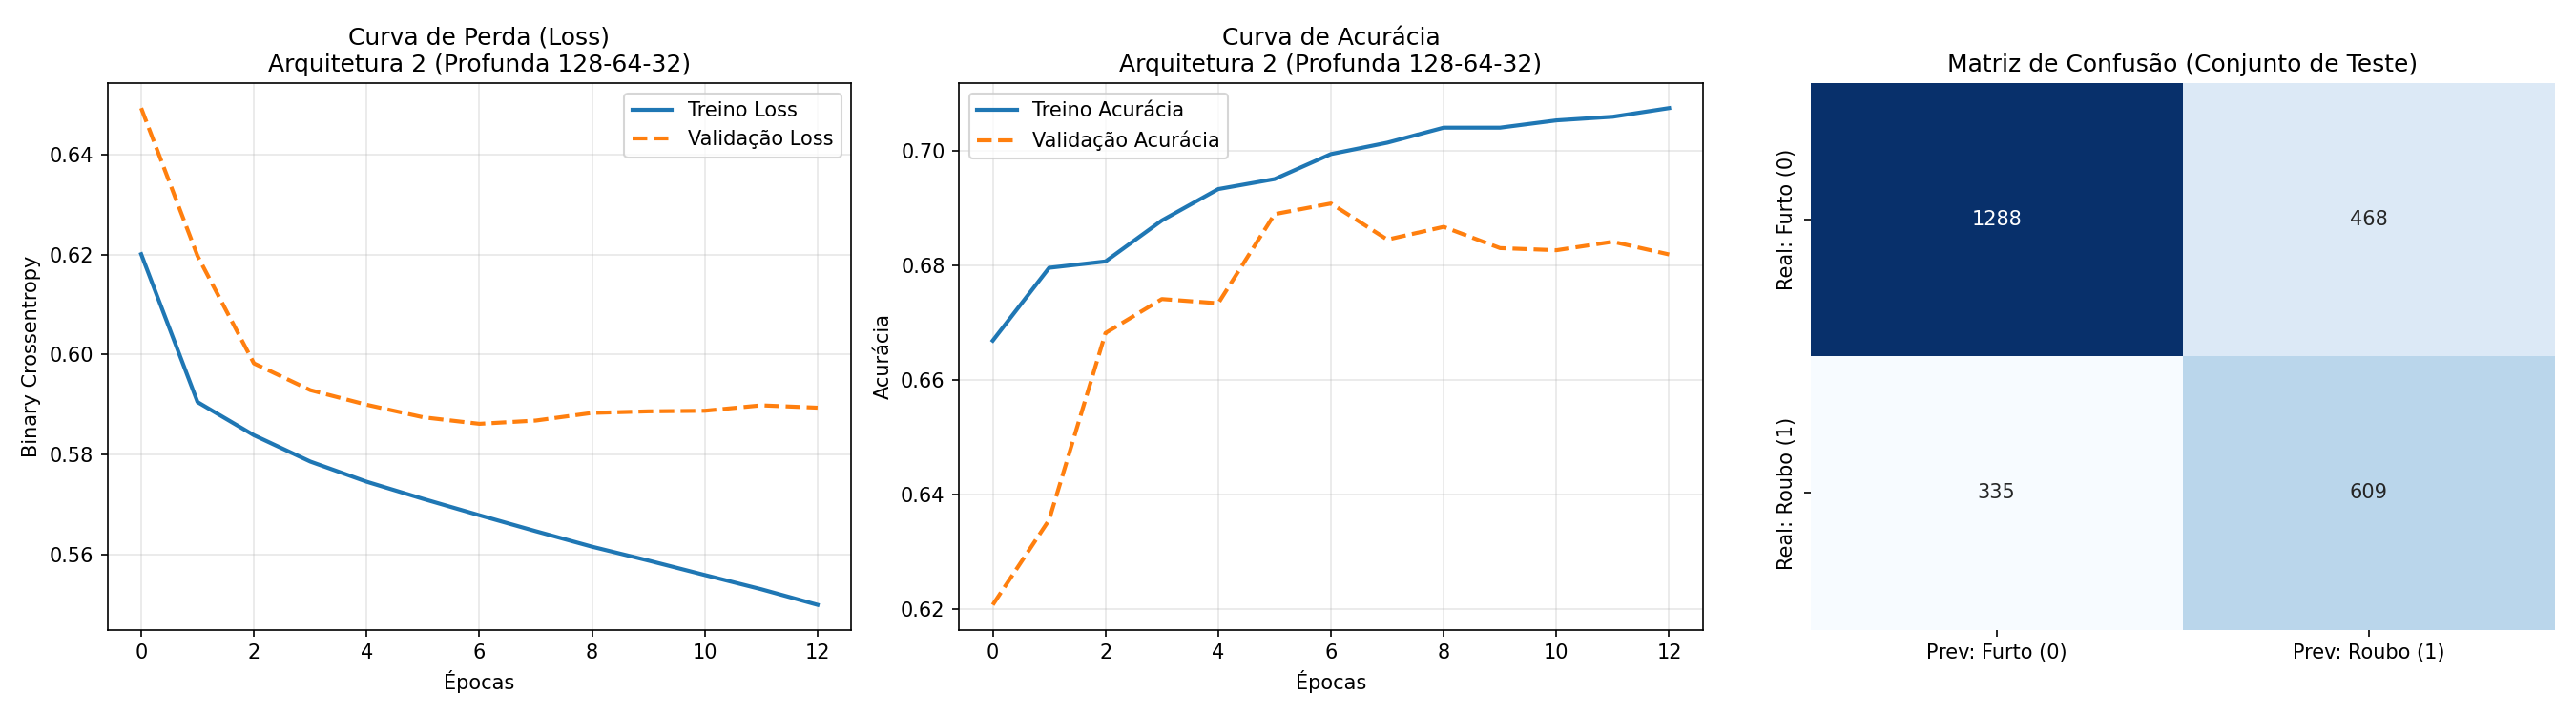 Curva de Perda (Loss)
Arquitetura 2 (Profunda 128-64-32)
Treino Loss
Validação Loss
Binary Crossentropy
0.64
0.62
0.60
0.58
0.56
0 2 4 6 8 10 12
Épocas
Curva de Acurácia
Arquitetura 2 (Profunda 128-64-32)
Treino Acurácia
Validação Acurácia
Acurácia
0.70
0.68
0.66
0.64
0.62
0 2 4 6 8 10 12
Épocas
Matriz de Confusão (Conjunto de Teste)
Real: Furto (0)
1288 468
Real: Roubo (1)
335 609
Prev: Furto (0) Prev: Roubo (1)